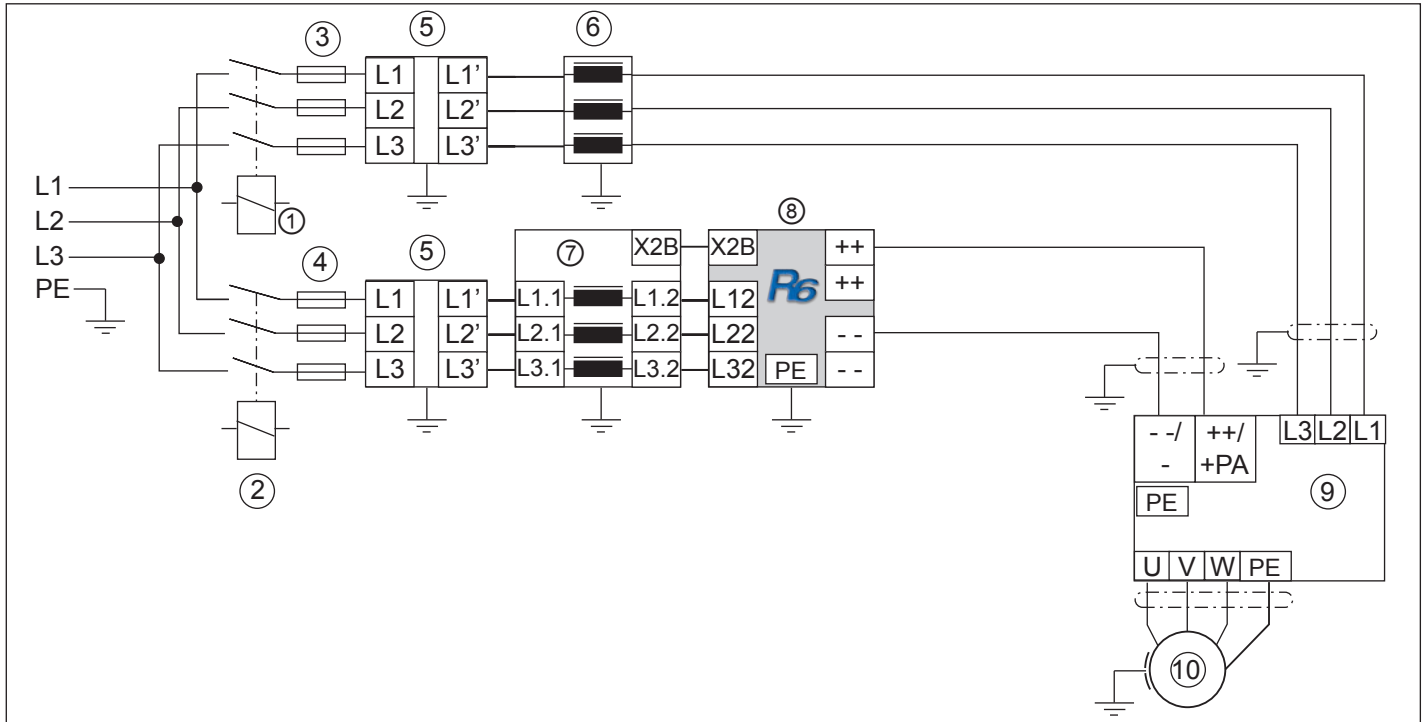 ③ ⑤ ⑥
L1 L1’
L2 L2’
L3 L3’
L1
L2
L3
PE
①
④ ⑤ ⑦ ⑧
X2B X2B ++
R6 ++
L1 L1’ L1.1 L1.2 L12
L2 L2’ L2.1 L2.2 L22 - -
L3 L3’ L3.1 L3.2 L32 PE - -
②
- -/ ++/ L3 L2 L1
- +PA
⑨
PE
U V W PE
⑩